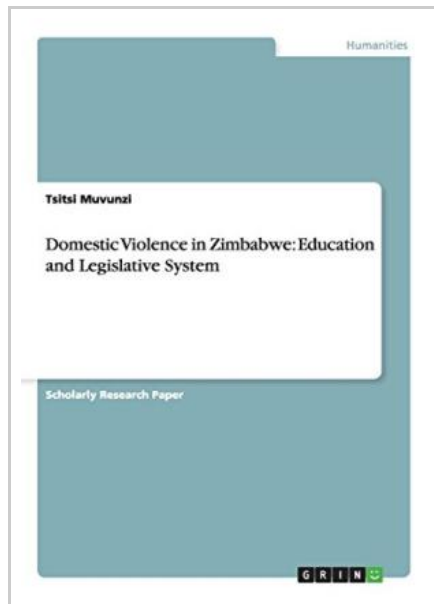 Humanities
Tsitsi Muvunzi
Domestic Violence in Zimbabwe: Education
and Legislative System
Scholarly Research Paper
GRIN